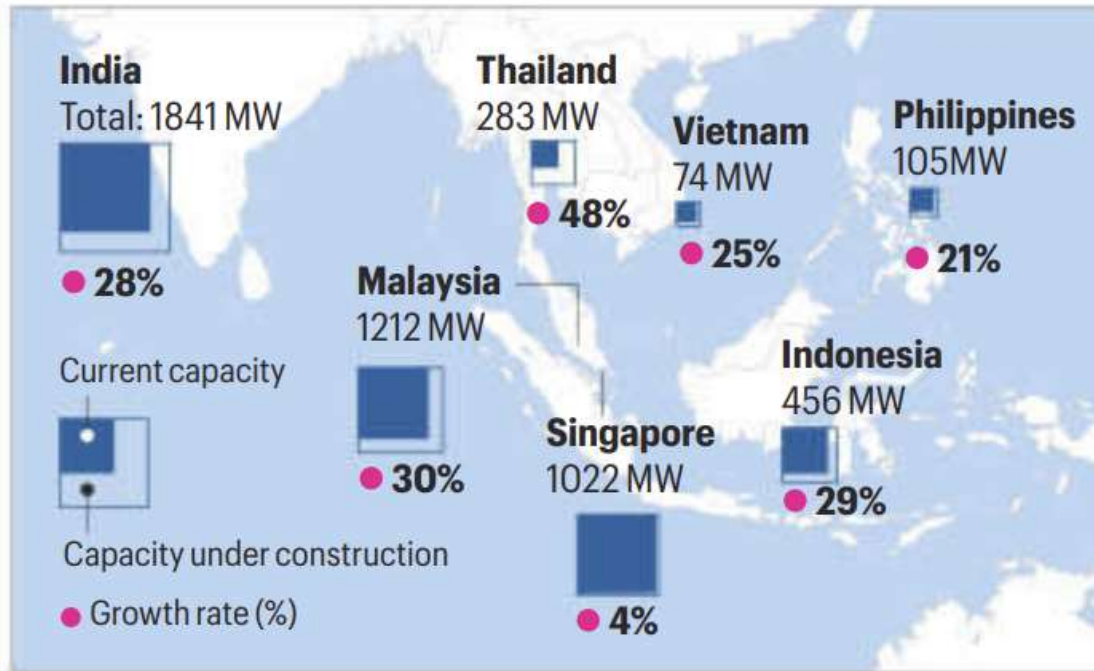 India
Total: 1841 MW
28%
Thailand
283 MW
48%
Vietnam
74 MW
25%
Philippines
105MW
21%
Malaysia
1212 MW
30%
Singapore
1022 MW
4%
Indonesia
456 MW
29%
Current capacity
Capacity under construction
Growth rate (%)